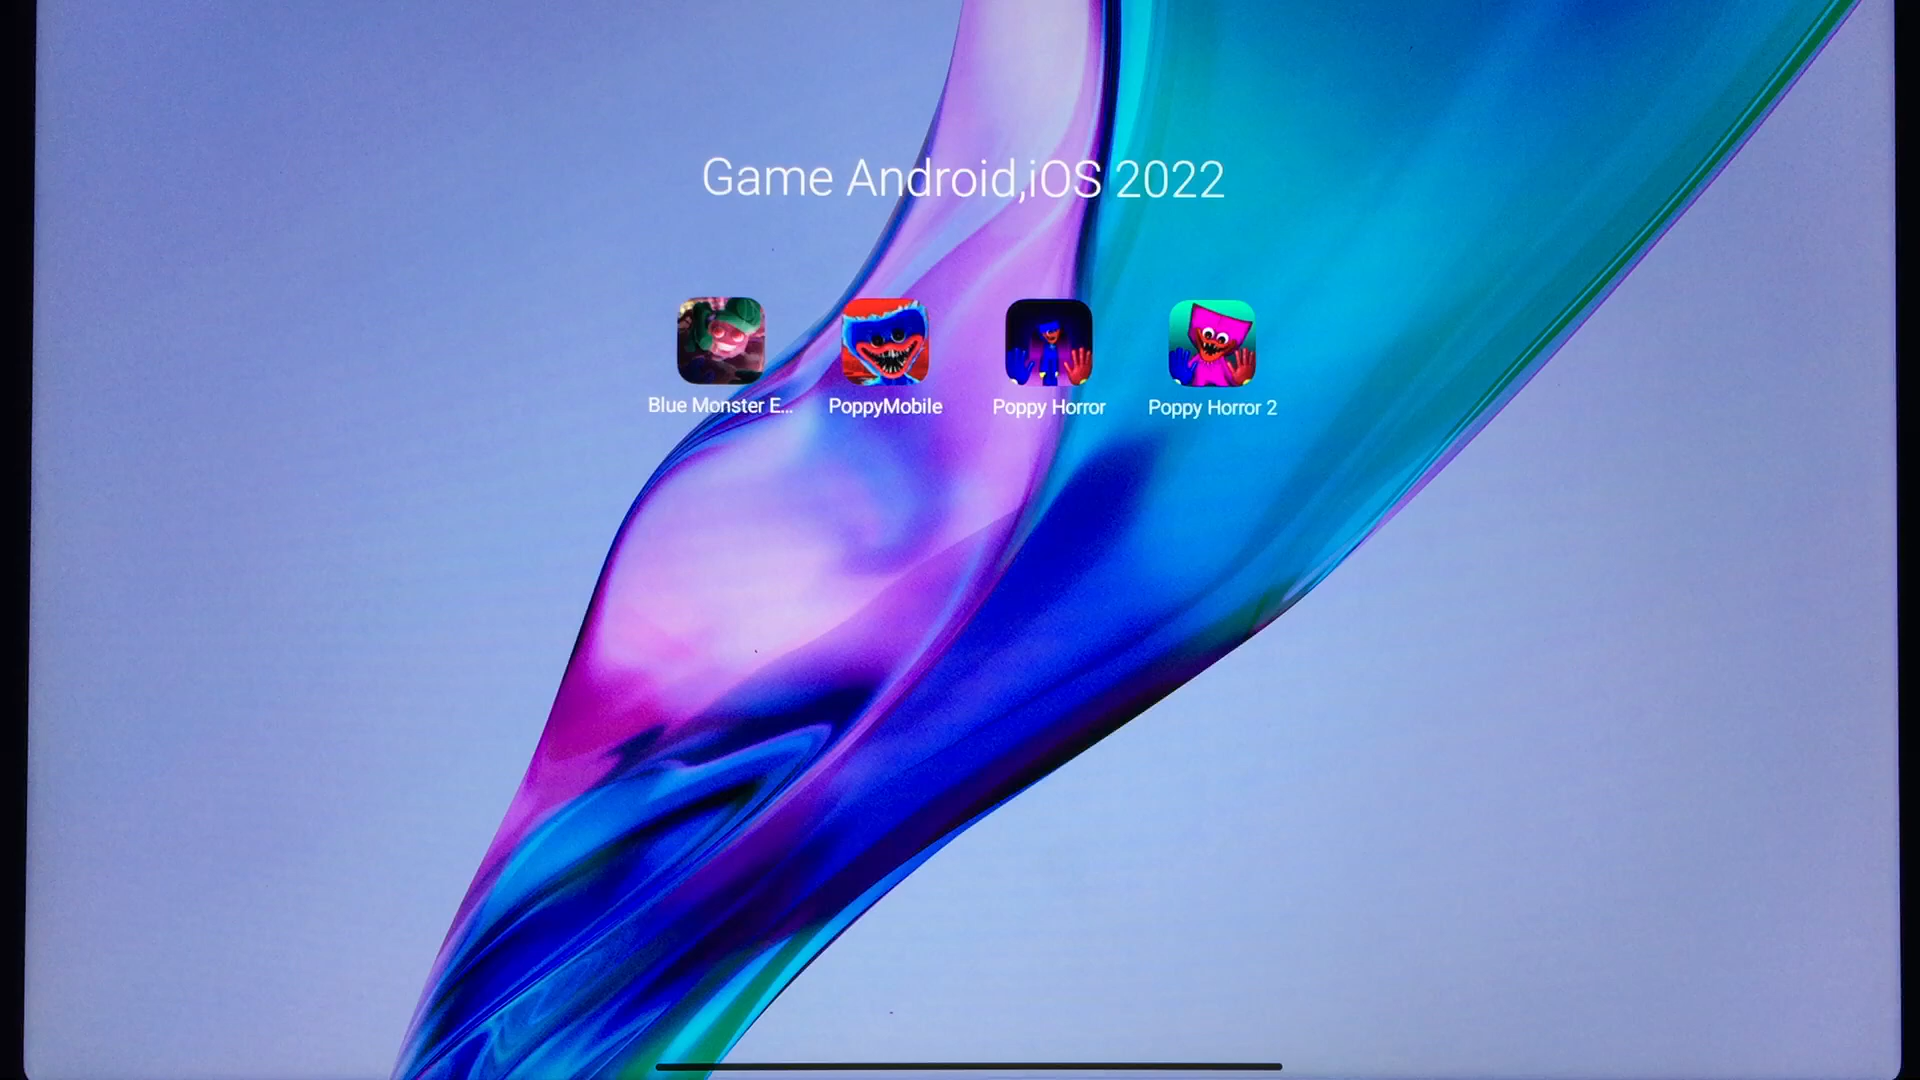 Game Android,iOS 2022
Blue Monster E...
PoppyMobile
Poppy Horror
Poppy Horror 2